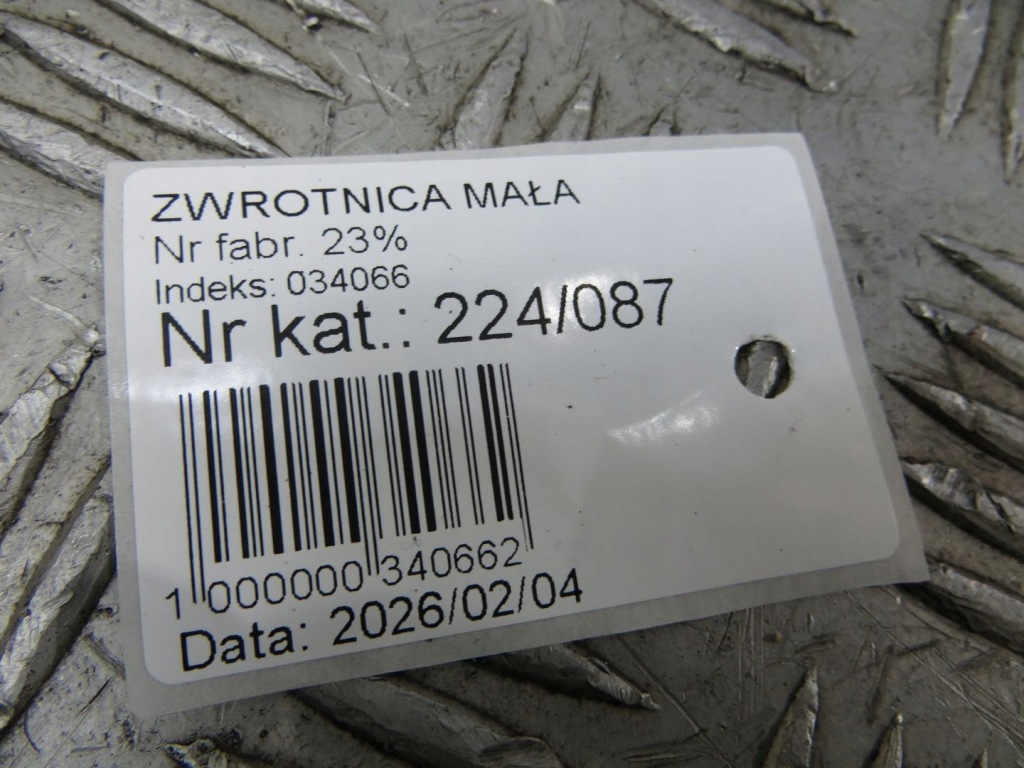 ZWROTNICA MAŁA
Nr fabr. 23%
Indeks: 034066
Nr kat.: 224/087
1 000000 340662
Data: 2026/02/04